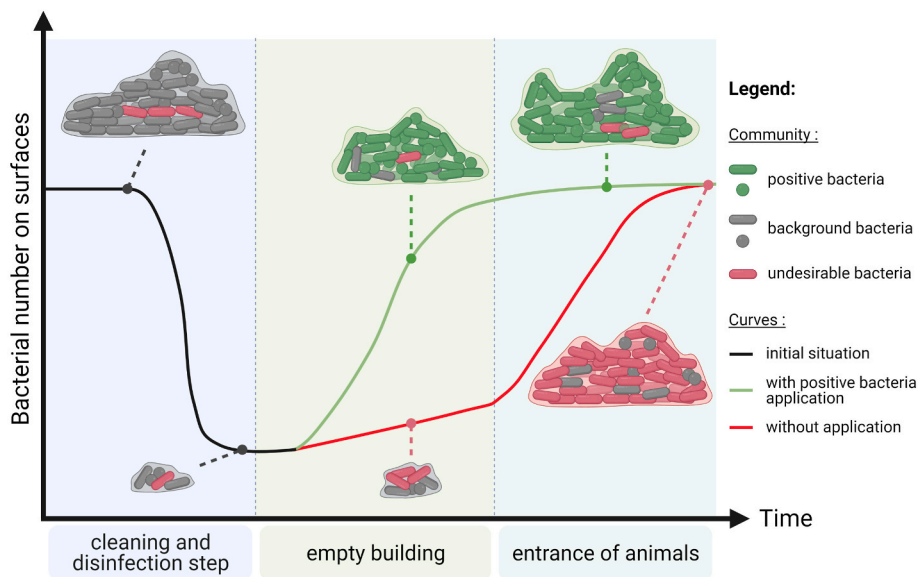 Bacterial number on surfaces
Legend:
Community :
positive bacteria
background bacteria
undesirable bacteria
Curves :
initial situation
with positive bacteria
application
without application
Time
cleaning and
disinfection step
empty building
entrance of animals